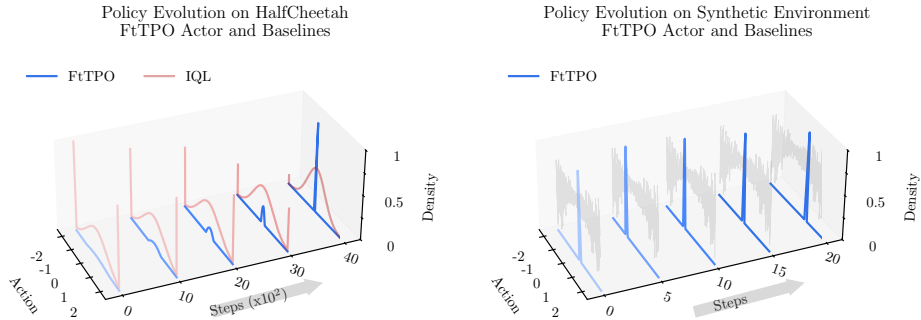 Policy Evolution on HalfCheetah
FtTPO Actor and Baselines
FtTPO
IQL
1
0.5
0
Density
-2
-1
0
1
2
Action
0
10
20
30
40
Steps (x10²)
Policy Evolution on Synthetic Environment
FtTPO Actor and Baselines
FtTPO
1
0.5
0
Density
-2
-1
0
1
2
Action
0
5
10
15
20
Steps